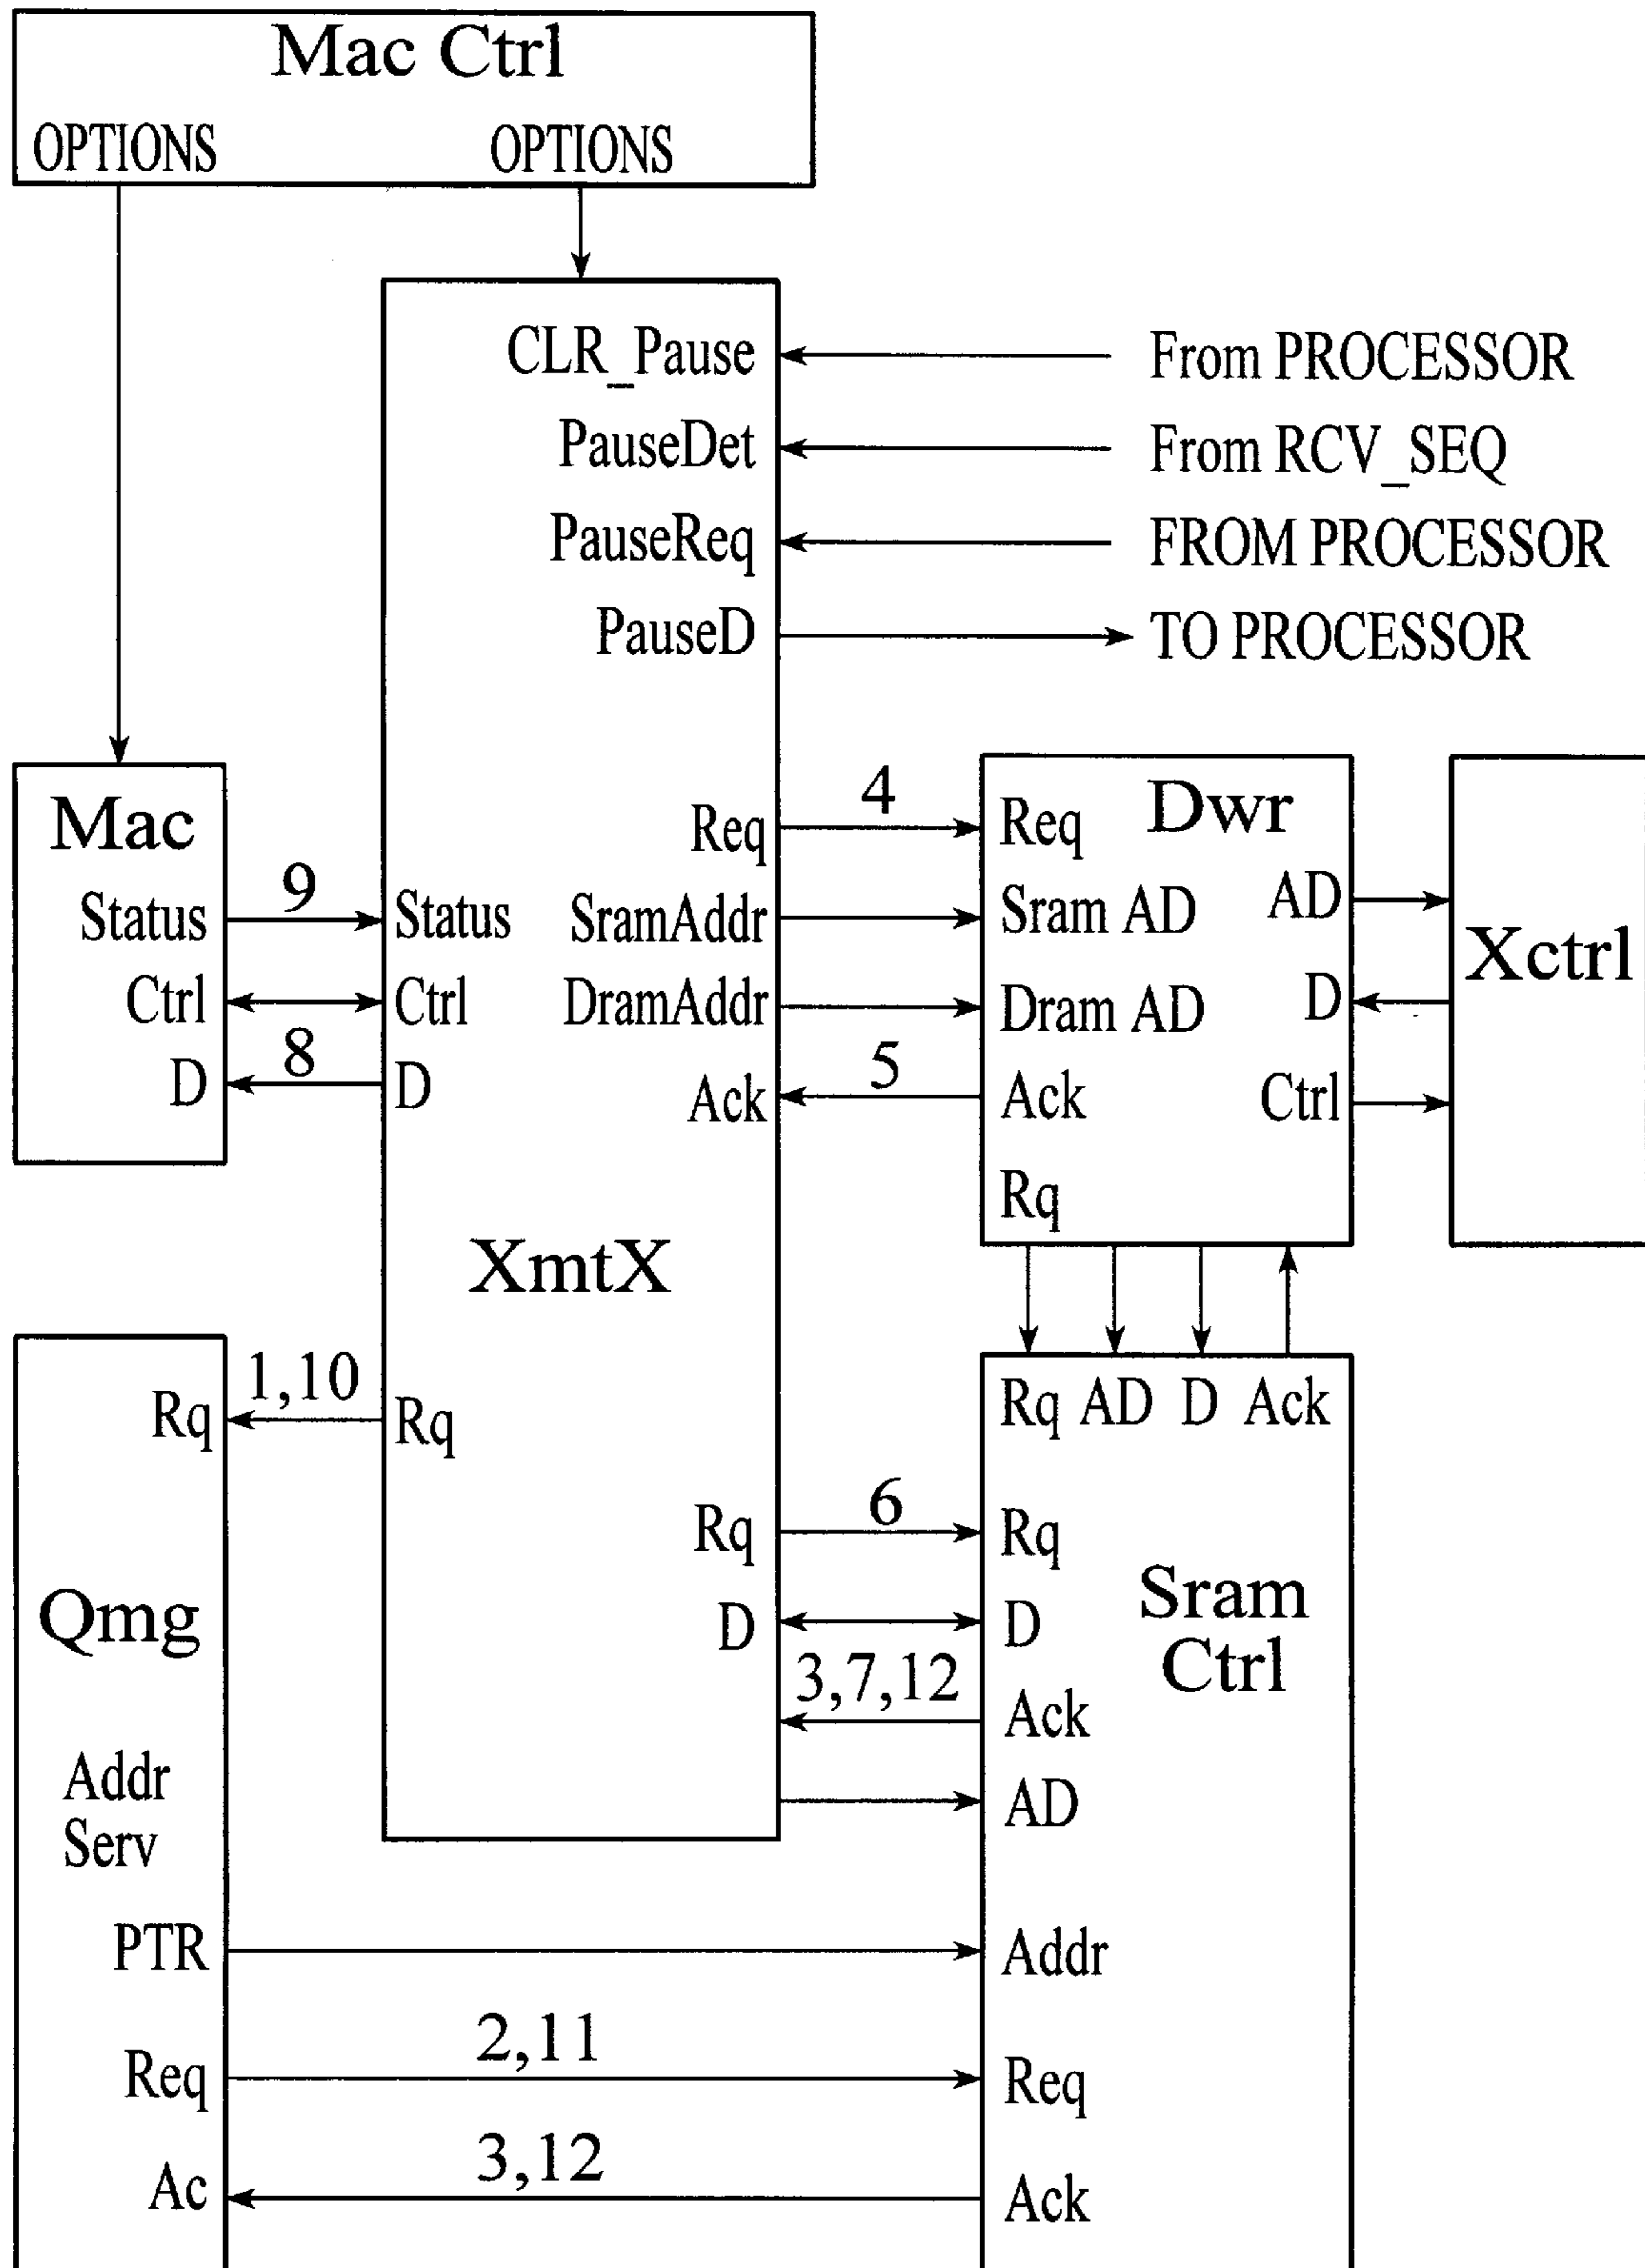 Mac Ctrl
OPTIONS OPTIONS
CLR_Pause From PROCESSOR
PauseDet From RCV_SEQ
PauseReq FROM PROCESSOR
PauseD TO PROCESSOR
Mac
Status 9 Status
Ctrl Ctrl
D 8 D
XmtX
Req 4 Req
SramAddr Sram AD
DramAddr Dram AD
Ack 5 Ack
Rq
Dwr
AD
D
Ctrl
Xctrl
Rq 1,10 Rq
Qmg
Addr
Serv
Rq AD D Ack
Rq 6 Rq
D D
3,7,12 Ack
AD
Sram
Ctrl
PTR Addr
Req 2,11 Req
Ac 3,12 Ack